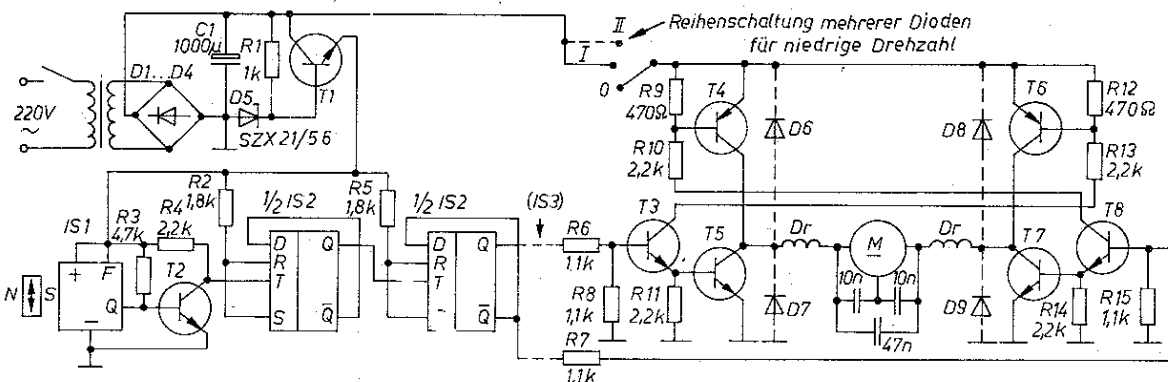 C1
1000µ
R1
1k
T1
D1...D4
220V
~
D5
SZX 21/5 6
II
I
0
Reihenschaltung mehrerer Dioden
für niedrige Drehzahl
R9
470Ω
R10
2,2k
T4
D6
D8
T6
R12
470Ω
R13
2,2k
IS1
R3
4,7k
R4
2,2k
R2
1,8k
R5
1,8k
1/2 IS2
1/2 IS2
(IS3)
+
F
Q
−
N
S
T2
D
R
T
S
Q
Q̅
D
R
T
Q
Q̅
R6
1,1k
R8
1,1k
R7
1,1k
T3
T5
R11
2,2k
D7
Dr
M
Dr
10n
10n
47n
D9
T7
T8
R14
2,2k
R15
1,1k